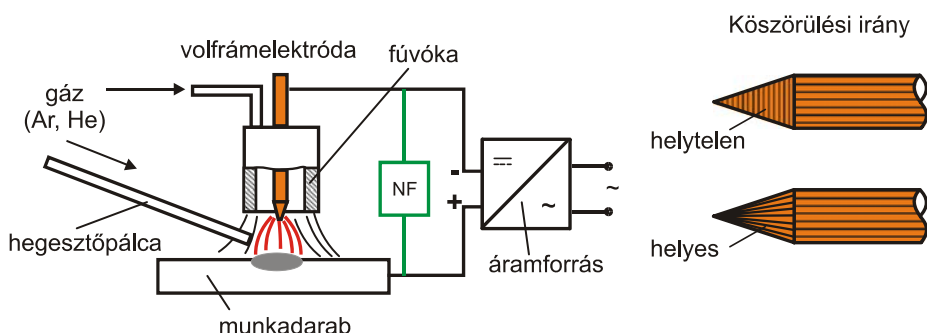 volfrámelektróda
fúvóka
gáz
(Ar, He)
hegesztőpálca
munkadarab
NF
-
+
~
~
áramforrás
Köszörülési irány
helytelen
helyes